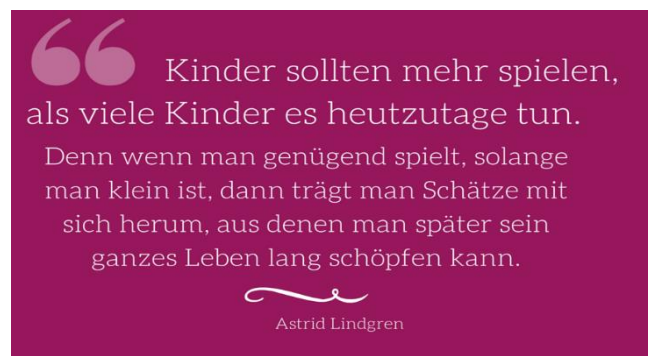 Kinder sollten mehr spielen,
als viele Kinder es heutzutage tun.
Denn wenn man genügend spielt, solange
man klein ist, dann trägt man Schätze mit
sich herum, aus denen man später sein
ganzes Leben lang schöpfen kann.
Astrid Lindgren